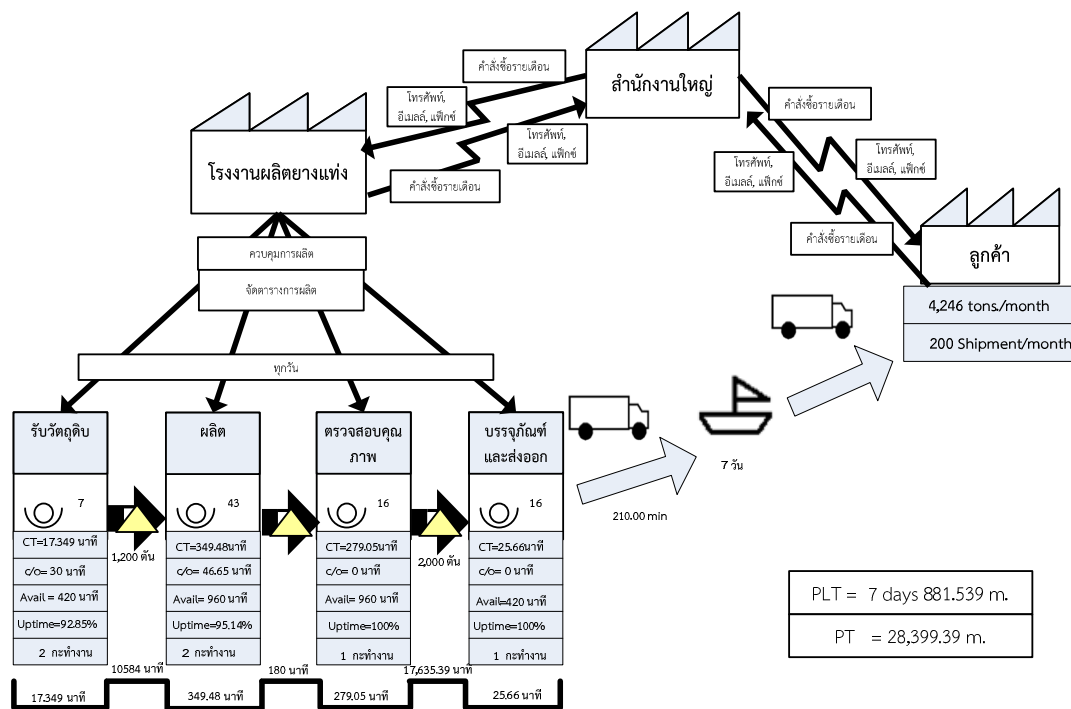 คำสั่งซื้อรายเดือน
สำนักงานใหญ่
โทรศัพท์,
อีเมลล์, แฟ็กซ์
คำสั่งซื้อรายเดือน
โทรศัพท์,
อีเมลล์, แฟ็กซ์
โทรศัพท์,
อีเมลล์, แฟ็กซ์
โทรศัพท์,
อีเมลล์, แฟ็กซ์
โรงงานผลิตยางแท่ง
คำสั่งซื้อรายเดือน
คำสั่งซื้อรายเดือน
ลูกค้า
ควบคุมการผลิต
จัดตารางการผลิต
4,246 tons./month
200 Shipment/month
ทุกวัน
รับวัตถุดิบ
ผลิต
ตรวจสอบคุณ
ภาพ
บรรจุภัณฑ์
และส่งออก
7 วัน
210.00 min
7
43
16
16
CT=17.349 นาที
c/o= 30 นาที
Avail = 420 นาที
Uptime=92.85%
2 กะทำงาน
1,200 ตัน
CT=349.48นาที
c/o= 46.65 นาที
Avail= 960 นาที
Uptime=95.14%
2 กะทำงาน
CT=279.05นาที
c/o= 0 นาที
Avail= 960 นาที
Uptime=100%
1 กะทำงาน
2,000 ตัน
CT=25.66นาที
c/o= 0 นาที
Avail=420 นาที
Uptime=100%
1 กะทำงาน
PLT = 7 days 881.539 m.
PT = 28,399.39 m.
10584 นาที
180 นาที
17,635.39 นาที
17.349 นาที
349.48 นาที
279.05 นาที
25.66 นาที